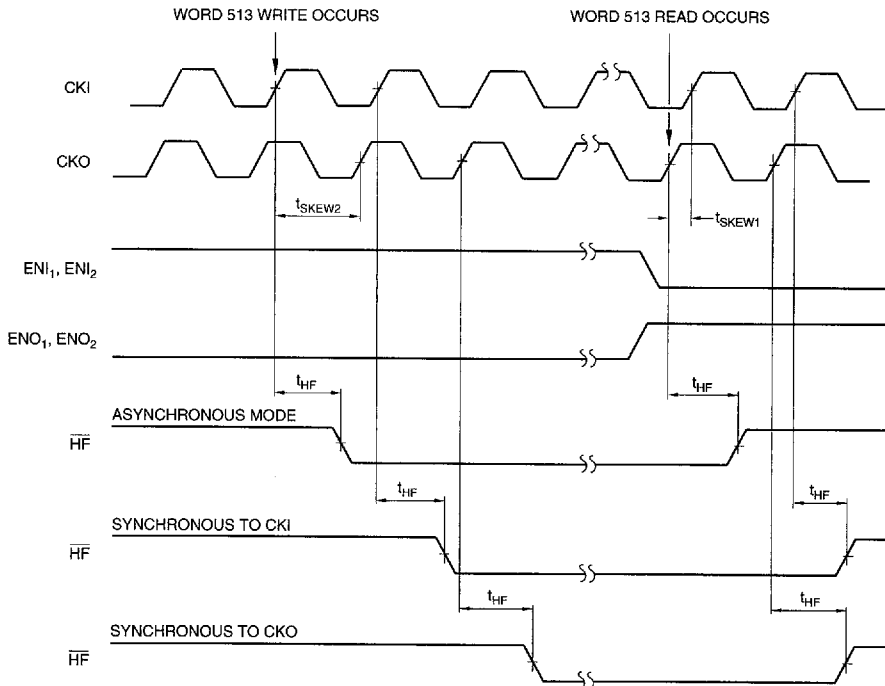 WORD 513 WRITE OCCURS WORD 513 READ OCCURS
CKI
CKO
tSKEW2 tSKEW1
ENI1, ENI2
ENO1, ENO2
tHF tHF
ASYNCHRONOUS MODE
HF
tHF tHF
SYNCHRONOUS TO CKI
HF
tHF tHF
SYNCHRONOUS TO CKO
HF